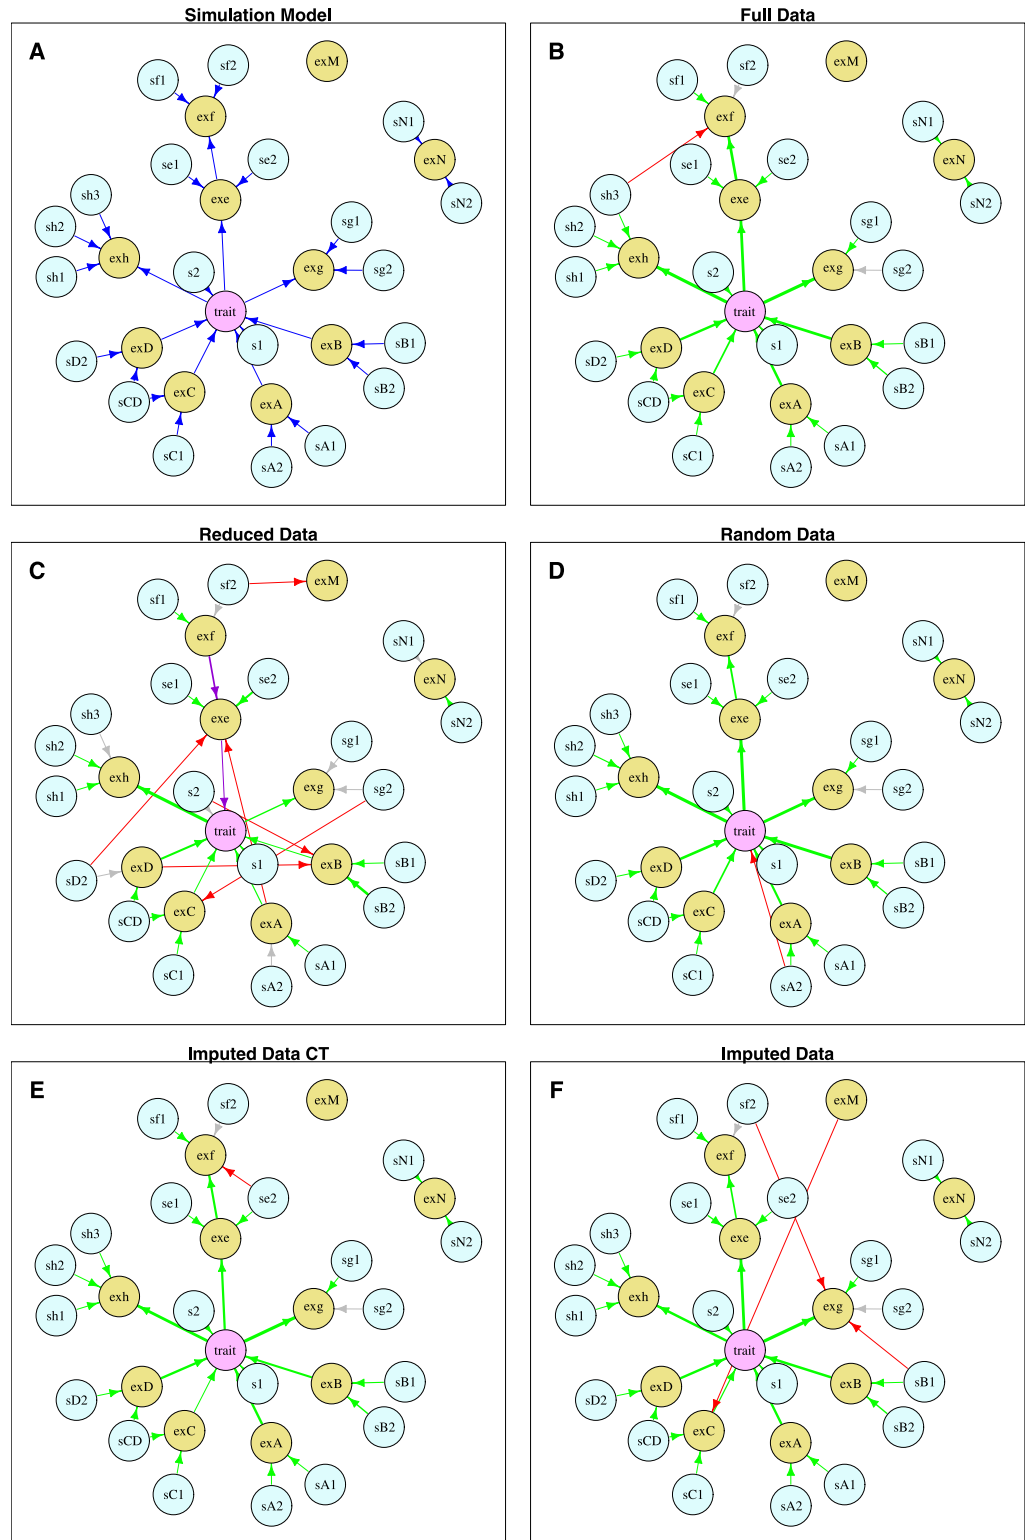 Simulation Model
A
sf1
sf2
exM
exf
sN1
exN
sN2
se1
se2
exe
sh3
sh2
sh1
exh
s2
sg1
exg
sg2
trait
sD2
exD
s1
exB
sB1
sB2
sCD
exC
exA
sC1
sA1
sA2
Full Data
B
sf1
sf2
exM
exf
sN1
exN
sN2
se1
se2
exe
sh3
sh2
sh1
exh
s2
sg1
exg
sg2
trait
sD2
exD
s1
exB
sB1
sB2
sCD
exC
exA
sC1
sA1
sA2
Reduced Data
C
sf1
sf2
exM
exf
sN1
exN
sN2
se1
se2
exe
sh3
sh2
sh1
exh
s2
sg1
exg
sg2
trait
sD2
exD
s1
exB
sB1
sB2
sCD
exC
exA
sC1
sA1
sA2
Random Data
D
sf1
sf2
exM
exf
sN1
exN
sN2
se1
se2
exe
sh3
sh2
sh1
exh
s2
sg1
exg
sg2
trait
sD2
exD
s1
exB
sB1
sB2
sCD
exC
exA
sC1
sA1
sA2
Imputed Data CT
E
sf1
sf2
exM
exf
sN1
exN
sN2
se1
se2
exe
sh3
sh2
sh1
exh
s2
sg1
exg
sg2
trait
sD2
exD
s1
exB
sB1
sB2
sCD
exC
exA
sC1
sA1
sA2
Imputed Data
F
sf1
sf2
exM
exf
sN1
exN
sN2
se1
se2
exe
sh3
sh2
sh1
exh
s2
sg1
exg
sg2
trait
sD2
exD
s1
exB
sB1
sB2
sCD
exC
exA
sC1
sA1
sA2